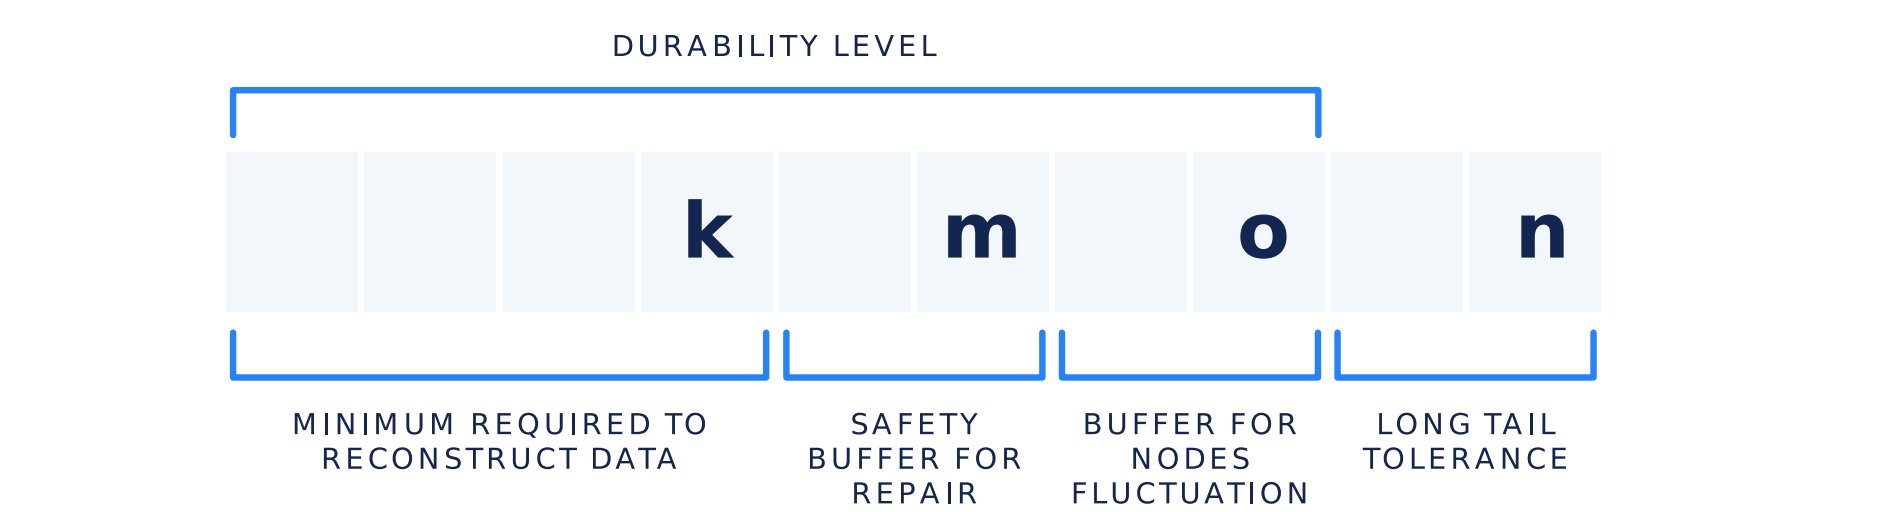 DURABILITY LEVEL
k m o n
MINIMUM REQUIRED TO
RECONSTRUCT DATA
SAFETY
BUFFER FOR
REPAIR
BUFFER FOR
NODES
FLUCTUATION
LONG TAIL
TOLERANCE